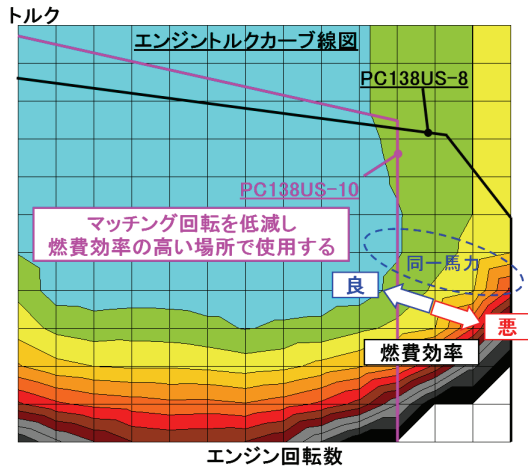 トルク
エンジントルクカーブ線図
PC138US-8
PC138US-10
マッチング回転を低減し
燃費効率の高い場所で使用する
同一馬力
良
悪
燃費効率
エンジン回転数